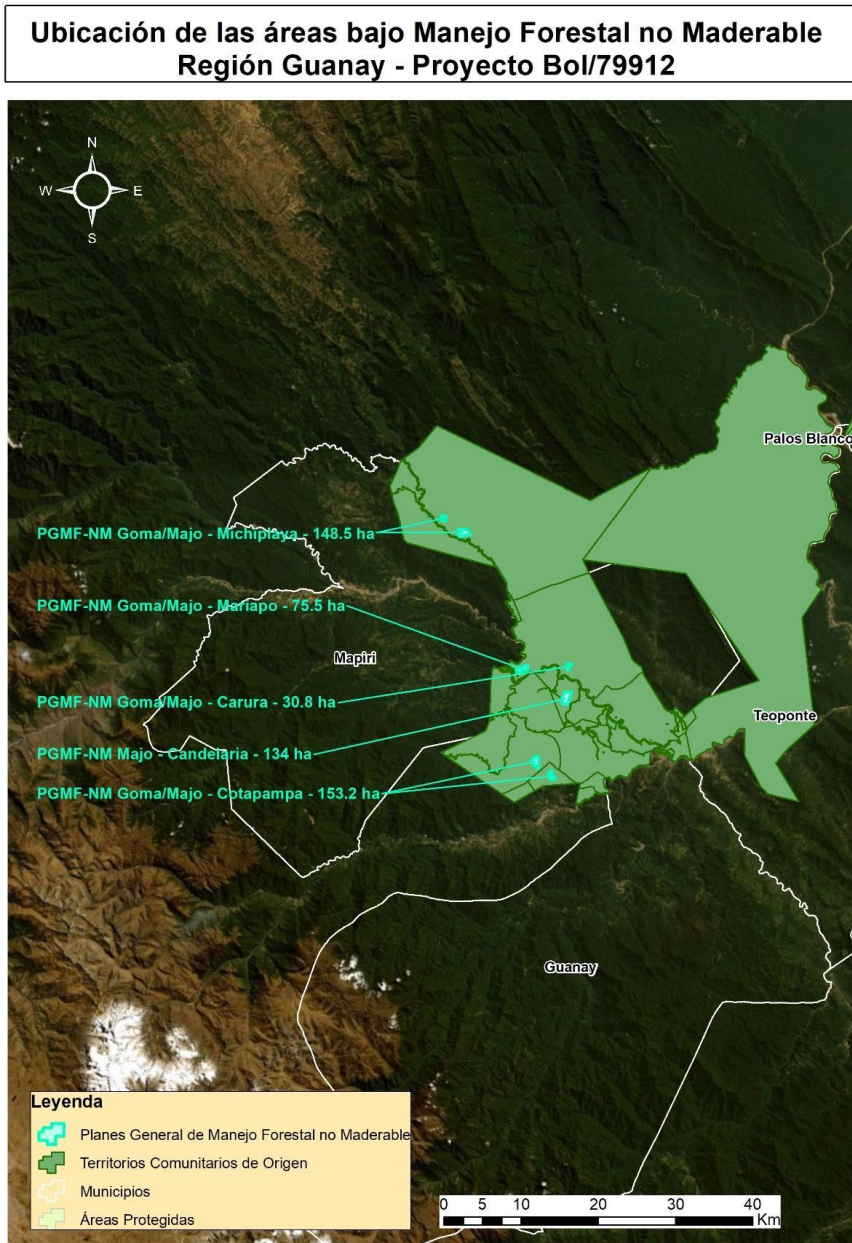 Ubicación de las áreas bajo Manejo Forestal no Maderable
Región Guanay - Proyecto Bol/79912
N
W
E
S
Palos Blanco
PGMF-NM Goma/Majo - Michiplaya - 148.5 ha
PGMF-NM Goma/Majo - Mariapo - 75.5 ha
Mapiri
PGMF-NM Goma/Majo - Carura - 30.8 ha
Teoponte
PGMF-NM Majo - Candelaria - 134 ha
PGMF-NM Goma/Majo - Cotapampa - 153.2 ha
Guanay
Leyenda
Planes General de Manejo Forestal no Maderable
Territorios Comunitarios de Origen
Municipios
Áreas Protegidas
0 5 10 20 30 40
Km